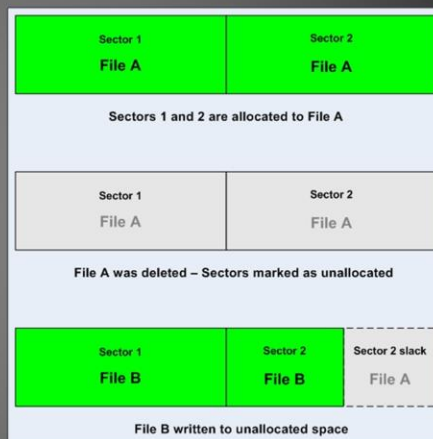 Sector 1 Sector 2
File A File A
Sectors 1 and 2 are allocated to File A
Sector 1 Sector 2
File A File A
File A was deleted – Sectors marked as unallocated
Sector 1 Sector 2 Sector 2 slack
File B File B File A
File B written to unallocated space